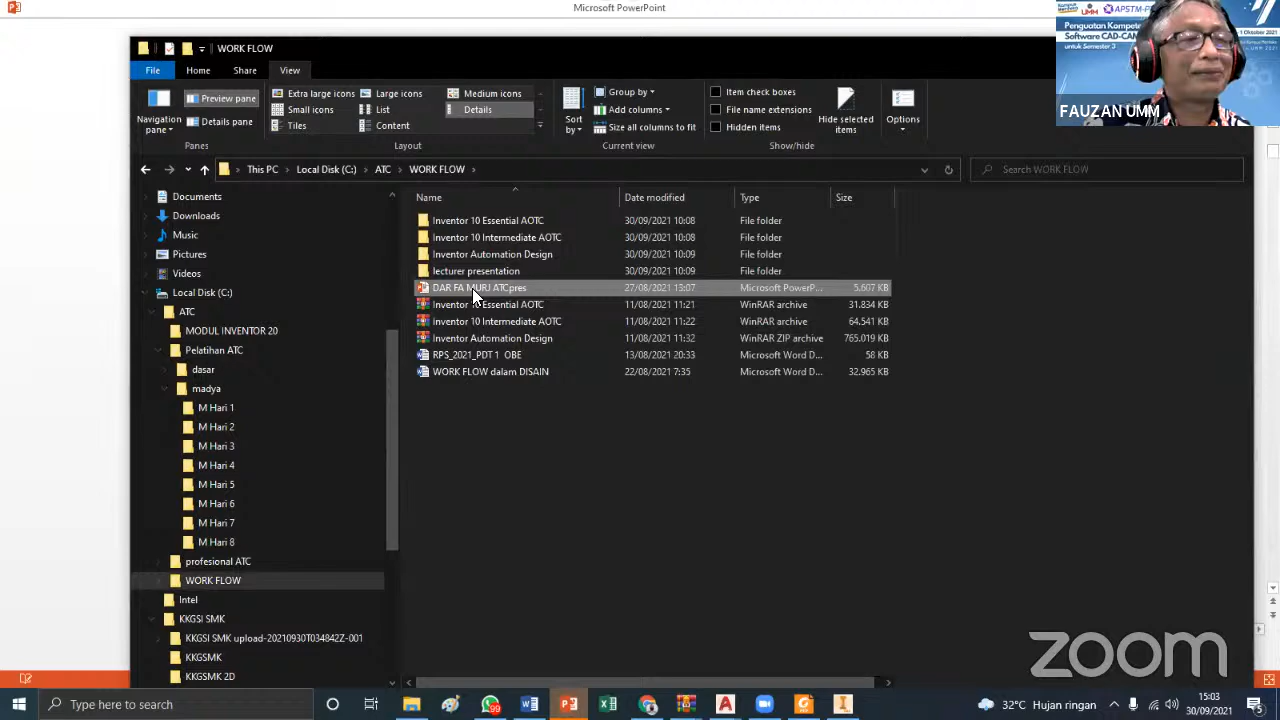 Microsoft PowerPoint
WORK FLOW
File Home Share View
Preview pane
Details pane
Navigation pane
Panes
Extra large icons Large icons Medium icons
Small icons List Details
Tiles Content
Layout
Sort by
Group by
Add columns
Size all columns to fit
Current view
Item check boxes
File name extensions
Hidden items
Hide selected items
Show/hide
Options
This PC > Local Disk (C:) > ATC > WORK FLOW >
Search WORK FLOW
Documents
Downloads
Music
Pictures
Videos
Local Disk (C:)
ATC
MODUL INVENTOR 20
Pelatihan ATC
dasar
madya
M Hari 1
M Hari 2
M Hari 3
M Hari 4
M Hari 5
M Hari 6
M Hari 7
M Hari 8
profesional ATC
WORK FLOW
Intel
KKGSI SMK
KKGSI SMK upload-20210930T034842Z-001
KKGSMK
KKGSMK 2D
Name Date modified Type Size
Inventor 10 Essential AOTC 30/09/2021 10:08 File folder
Inventor 10 Intermediate AOTC 30/09/2021 10:08 File folder
Inventor Automation Design 30/09/2021 10:09 File folder
lecturer presentation 30/09/2021 10:09 File folder
DAR FA MURJ ATCpres 27/08/2021 13:07 Microsoft PowerP... 5.607 KB
Inventor 10 Essential AOTC 11/08/2021 11:21 WinRAR archive 31.834 KB
Inventor 10 Intermediate AOTC 11/08/2021 11:22 WinRAR archive 64.541 KB
Inventor Automation Design 11/08/2021 11:32 WinRAR ZIP archive 765.019 KB
RPS_2021_PDT 1 OBE 13/08/2021 20:33 Microsoft Word D... 58 KB
WORK FLOW dalam DISAIN 22/08/2021 7:35 Microsoft Word D... 32.965 KB
UMM APSTM-P
Penguatan Kompete
Software CAD-CAM
untuk Semester 3
1 Oktober 2021
UMM 2021
FAUZAN UMM
zoom
Type here to search
99
32°C Hujan ringan
15:03
30/09/2021
5